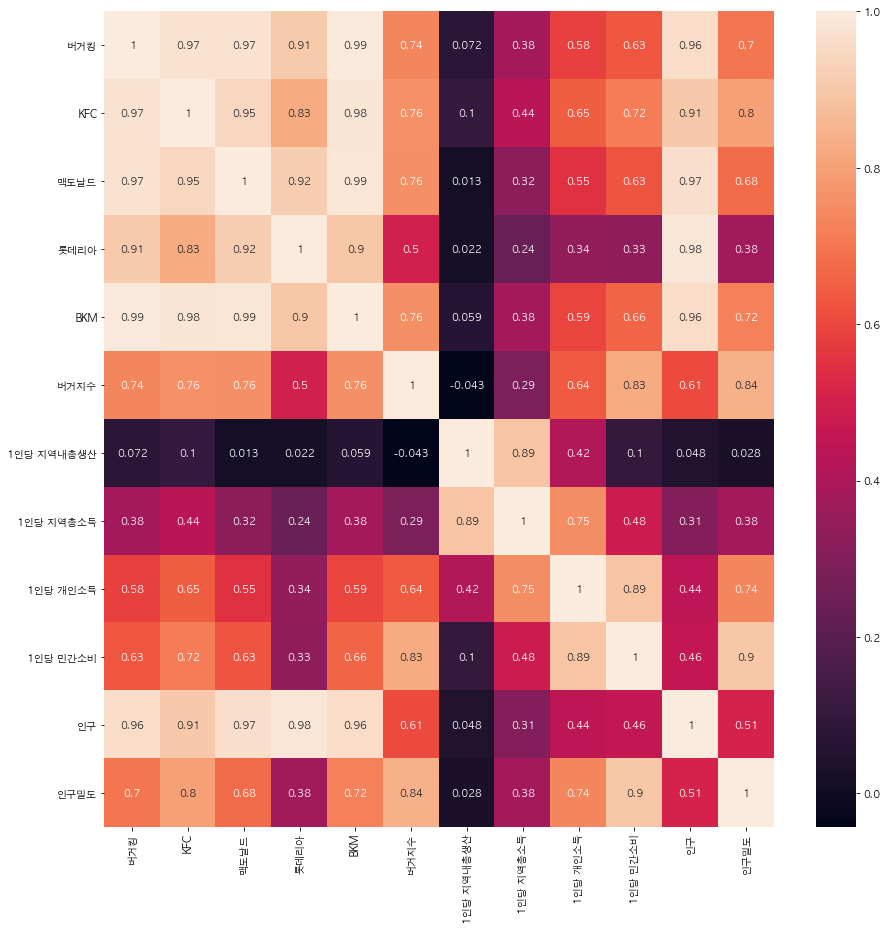 버거킹 1 0.97 0.97 0.91 0.99 0.74 0.072 0.38 0.58 0.63 0.96 0.7
KFC 0.97 1 0.95 0.83 0.98 0.76 0.1 0.44 0.65 0.72 0.91 0.8
맥도날드 0.97 0.95 1 0.92 0.99 0.76 0.013 0.32 0.55 0.63 0.97 0.68
롯데리아 0.91 0.83 0.92 1 0.9 0.5 0.022 0.24 0.34 0.33 0.98 0.38
BKM 0.99 0.98 0.99 0.9 1 0.76 0.059 0.38 0.59 0.66 0.96 0.72
버거지수 0.74 0.76 0.76 0.5 0.76 1 -0.043 0.29 0.64 0.83 0.61 0.84
1인당 지역내총생산 0.072 0.1 0.013 0.022 0.059 -0.043 1 0.89 0.42 0.1 0.048 0.028
1인당 지역총소득 0.38 0.44 0.32 0.24 0.38 0.29 0.89 1 0.75 0.48 0.31 0.38
1인당 개인소득 0.58 0.65 0.55 0.34 0.59 0.64 0.42 0.75 1 0.89 0.44 0.74
1인당 민간소비 0.63 0.72 0.63 0.33 0.66 0.83 0.1 0.48 0.89 1 0.46 0.9
인구 0.96 0.91 0.97 0.98 0.96 0.61 0.048 0.31 0.44 0.46 1 0.51
인구밀도 0.7 0.8 0.68 0.38 0.72 0.84 0.028 0.38 0.74 0.9 0.51 1
버거킹
KFC
맥도날드
롯데리아
BKM
버거지수
1인당 지역내총생산
1인당 지역총소득
1인당 개인소득
1인당 민간소비
인구
인구밀도
1.0
0.8
0.6
0.4
0.2
0.0